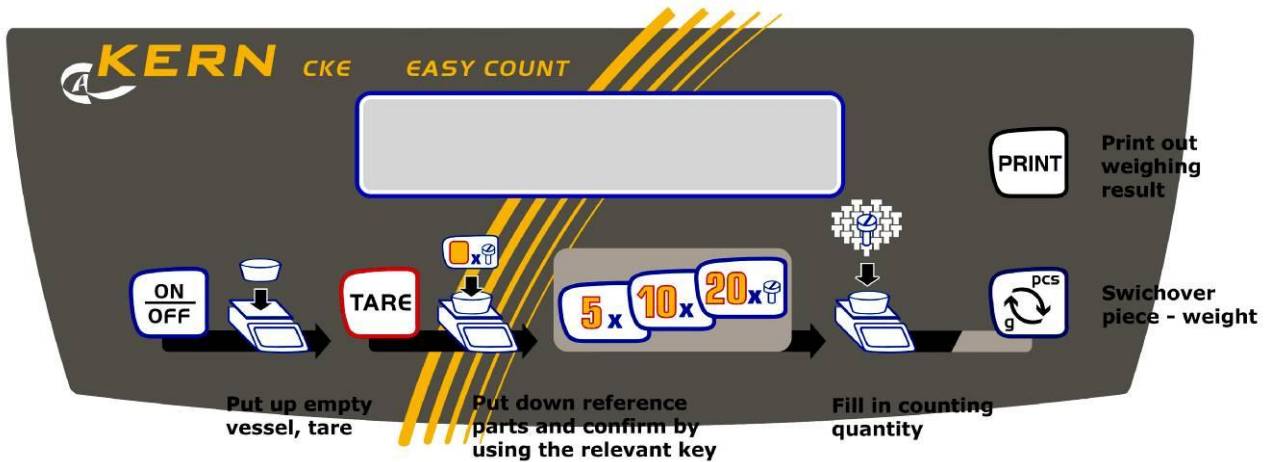 KERN CKE EASY COUNT
PRINT
Print out
weighing
result
ON
OFF
TARE
0x
5x
10x
20x
pcs
g
Swichover
piece - weight
Put up empty
vessel, tare
Put down reference
parts and confirm by
using the relevant key
Fill in counting
quantity